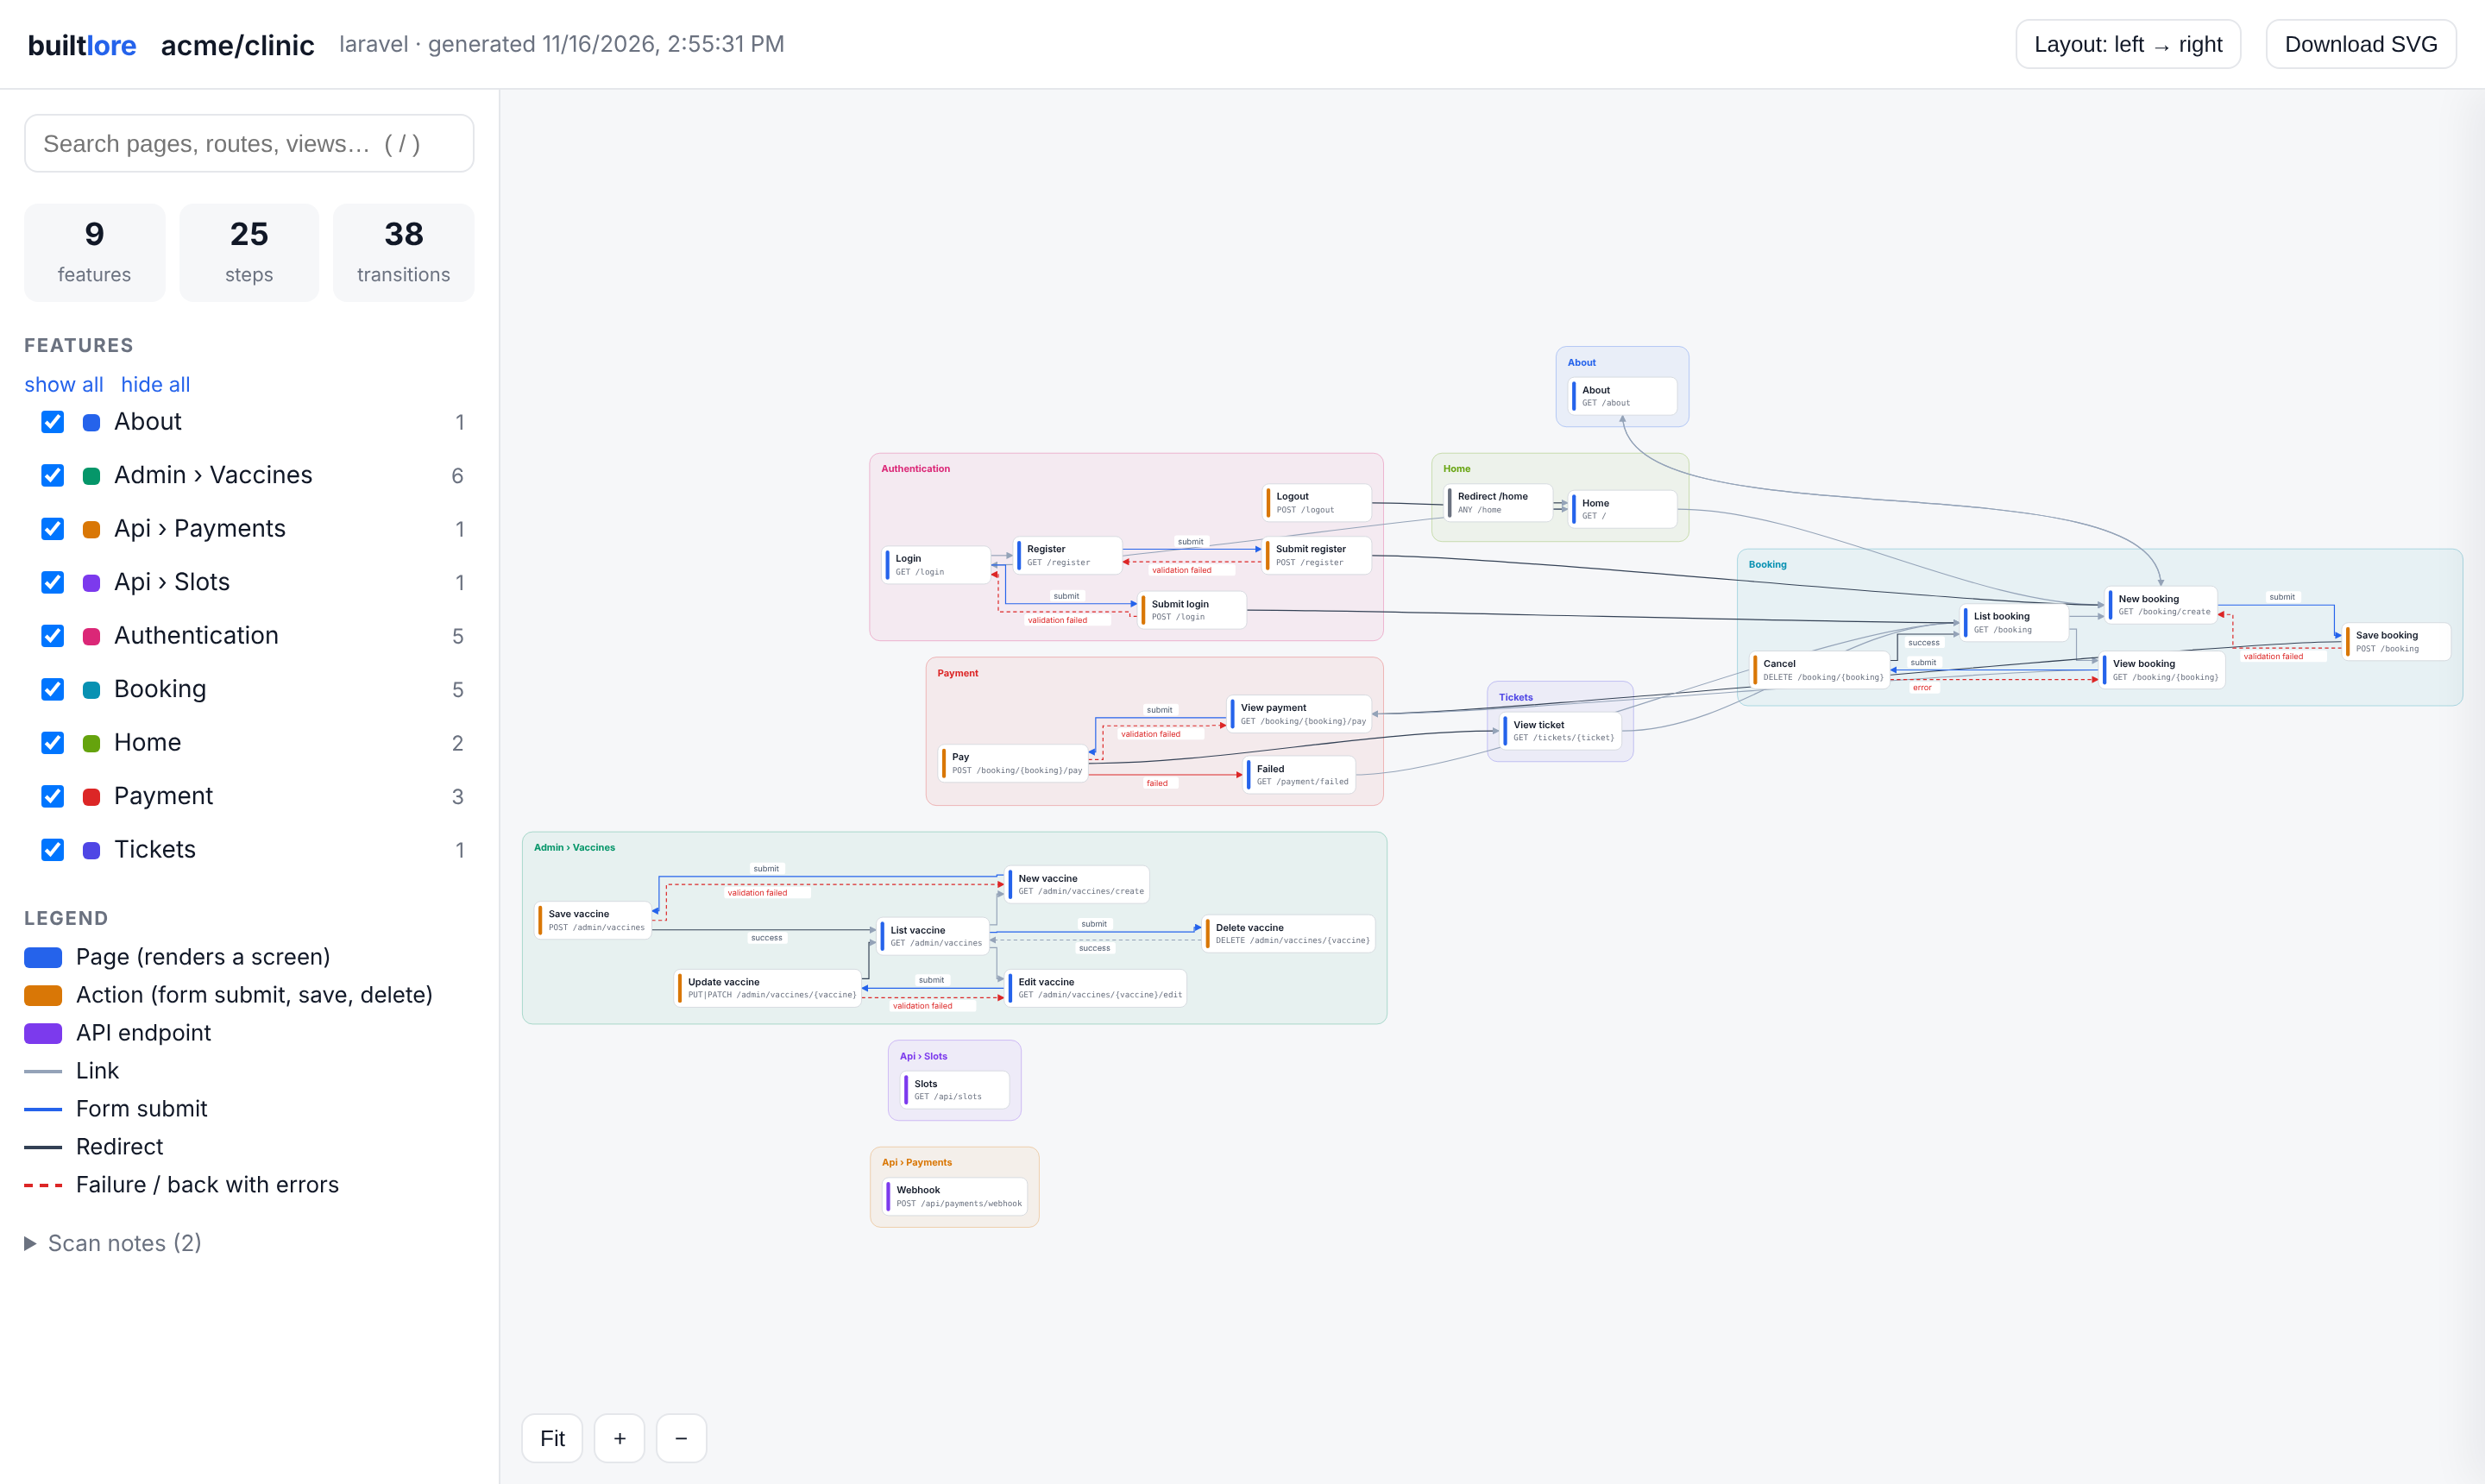 builtlore acme/clinic laravel · generated 11/16/2026, 2:55:31 PM
Layout: left → right
Download SVG
Search pages, routes, views… ( / )
9
features
25
steps
38
transitions
FEATURES
show all hide all
About 1
Admin › Vaccines 6
Api › Payments 1
Api › Slots 1
Authentication 5
Booking 5
Home 2
Payment 3
Tickets 1
LEGEND
Page (renders a screen)
Action (form submit, save, delete)
API endpoint
Link
Form submit
Redirect
Failure / back with errors
Scan notes (2)
About
About
GET /about
Authentication
Logout
POST /logout
Login
GET /login
Register
GET /register
submit
validation failed
Submit register
POST /register
submit
validation failed
Submit login
POST /login
Home
Redirect /home
ANY /home
Home
GET /
Booking
New booking
GET /booking/create
submit
List booking
GET /booking
Save booking
POST /booking
validation failed
success
Cancel
DELETE /booking/{booking}
submit
error
View booking
GET /booking/{booking}
Payment
View payment
GET /booking/{booking}/pay
submit
validation failed
Pay
POST /booking/{booking}/pay
failed
Failed
GET /payment/failed
Tickets
View ticket
GET /tickets/{ticket}
Admin › Vaccines
submit
validation failed
New vaccine
GET /admin/vaccines/create
Save vaccine
POST /admin/vaccines
success
List vaccine
GET /admin/vaccines
submit
success
Delete vaccine
DELETE /admin/vaccines/{vaccine}
Update vaccine
PUT|PATCH /admin/vaccines/{vaccine}
submit
validation failed
Edit vaccine
GET /admin/vaccines/{vaccine}/edit
Api › Slots
Slots
GET /api/slots
Api › Payments
Webhook
POST /api/payments/webhook
Fit
+
−